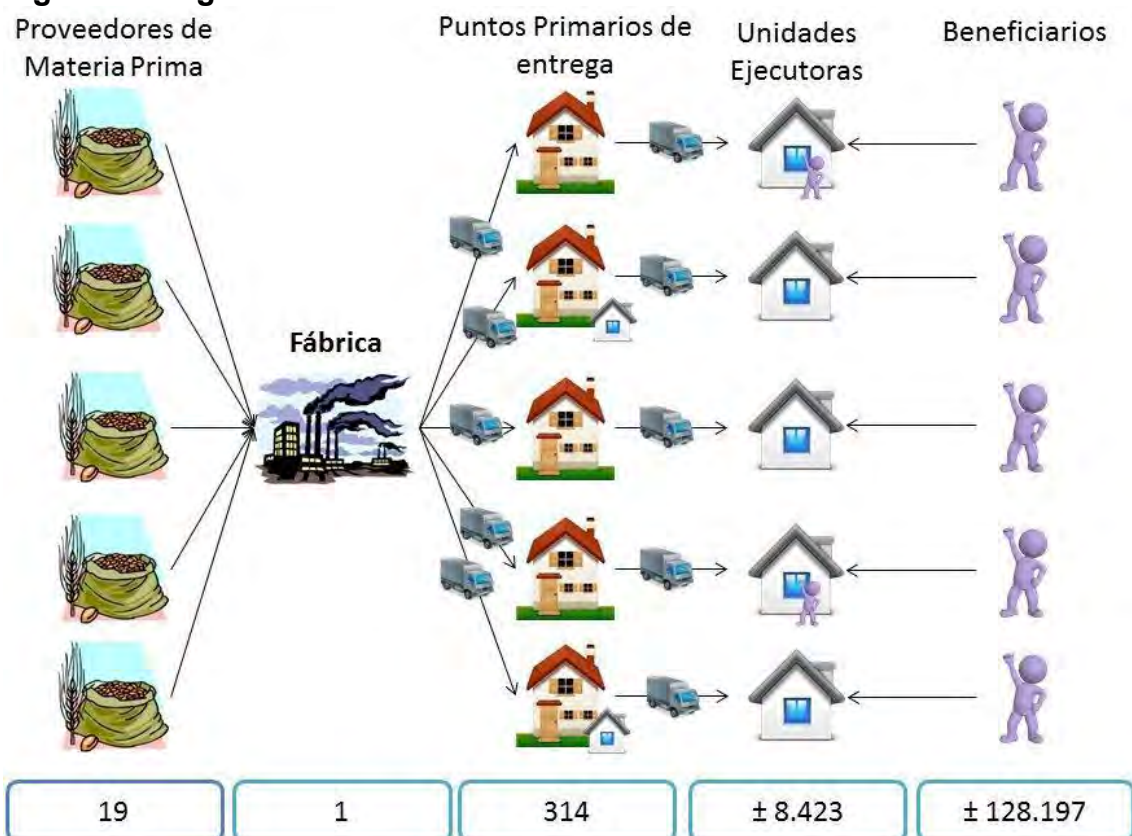 Proveedores de
Materia Prima
Puntos Primarios de
entrega
Unidades
Ejecutoras
Beneficiarios
Fábrica
19
1
314
± 8.423
± 128.197